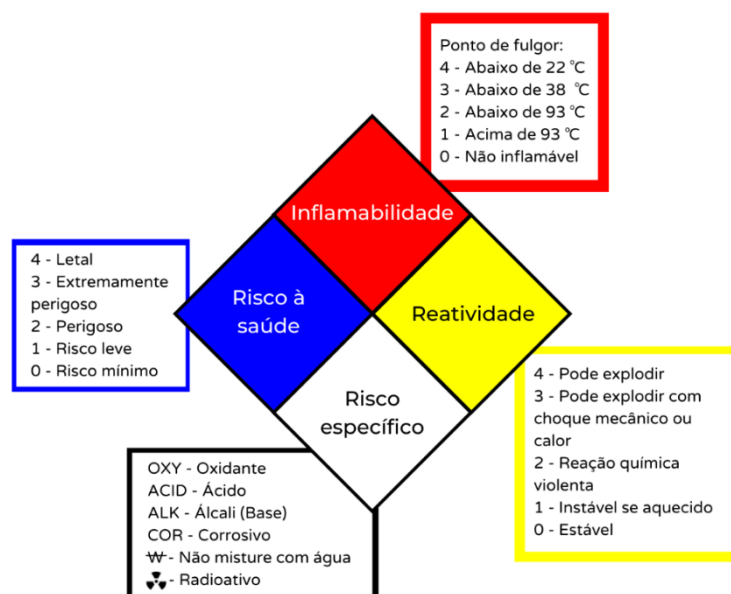 Ponto de fulgor:
4 - Abaixo de 22 °C
3 - Abaixo de 38 °C
2 - Abaixo de 93 °C
1 - Acima de 93 °C
0 - Não inflamável
Inflamabilidade
4 - Letal
3 - Extremamente
perigoso
2 - Perigoso
1 - Risco leve
0 - Risco mínimo
Risco à
saúde
Reatividade
4 - Pode explodir
3 - Pode explodir com
choque mecânico ou
calor
2 - Reação química
violenta
1 - Instável se aquecido
0 - Estável
Risco
específico
OXY - Oxidante
ACID - Ácido
ALK - Álcali (Base)
COR - Corrosivo
W̶ - Não misture com água
☢ - Radioativo